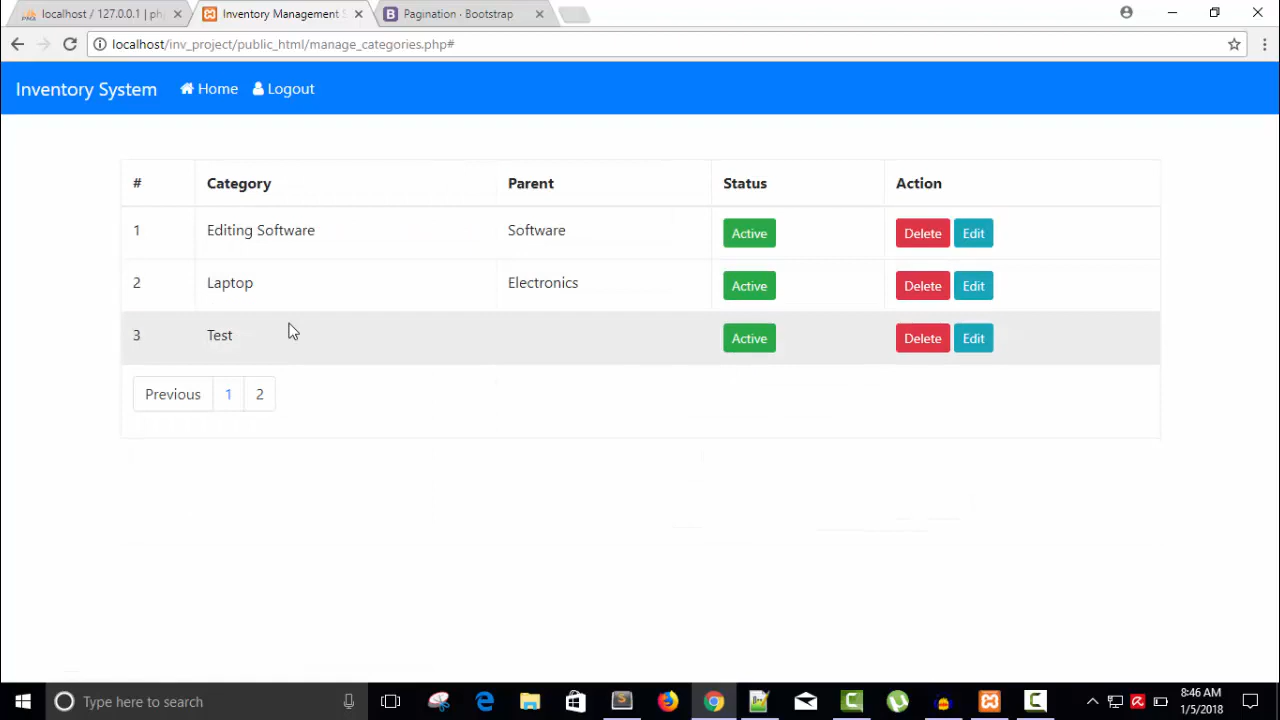 localhost / 127.0.0.1 | ph
Inventory Management S
Pagination · Bootstrap
localhost/inv_project/public_html/manage_categories.php#
Inventory System Home Logout
# Category Parent Status Action
1 Editing Software Software Active Delete Edit
2 Laptop Electronics Active Delete Edit
3 Test Active Delete Edit
Previous 1 2
Type here to search
8:46 AM
1/5/2018